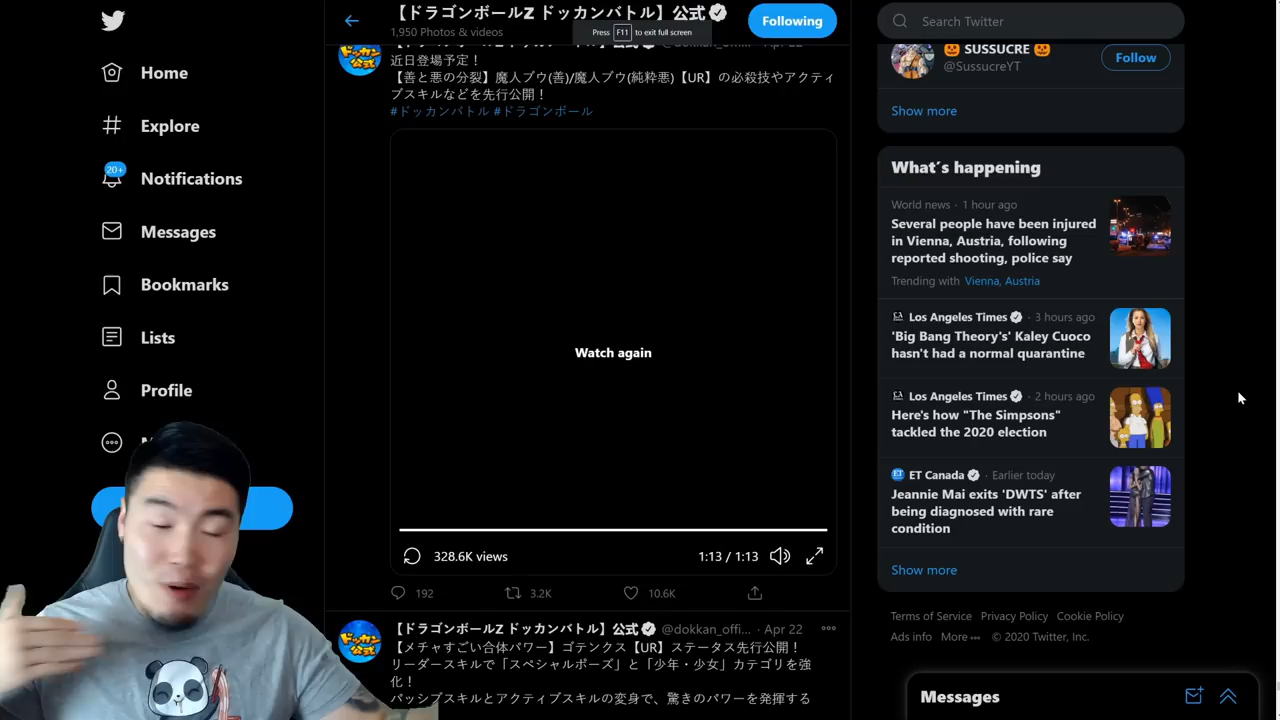 Home
Explore
20+
Notifications
Messages
Bookmarks
Lists
Profile
【ドラゴンボールZ ドッカンバトル】公式
1,950 Photos & videos
Following
Press F11 to exit full screen
Apr 22
近日登場予定！
【善と悪の分裂】魔人ブウ(善)/魔人ブウ(純粋悪)【UR】の必殺技やアクティ
ブスキルなどを先行公開！
#ドッカンバトル #ドラゴンボール
Watch again
328.6K views
1:13 / 1:13
192
3.2K
10.6K
【ドラゴンボールZ ドッカンバトル】公式 @dokkan_offi... · Apr 22
【メチャすごい合体パワー】ゴテンクス【UR】ステータス先行公開！
リーダースキルで「スペシャルポーズ」と「少年・少女」カテゴリを強
化！
パッシブスキルとアクティブスキルの変身で、驚きのパワーを発揮する
Search Twitter
🎃 SUSSUCRE 🎃
@SussucreYT
Follow
Show more
What's happening
World news · 1 hour ago
Several people have been injured
in Vienna, Austria, following
reported shooting, police say
Trending with Vienna, Austria
Los Angeles Times · 3 hours ago
'Big Bang Theory's' Kaley Cuoco
hasn't had a normal quarantine
Los Angeles Times · 2 hours ago
Here's how "The Simpsons"
tackled the 2020 election
ET Canada · Earlier today
Jeannie Mai exits 'DWTS' after
being diagnosed with rare
condition
Show more
Terms of Service Privacy Policy Cookie Policy
Ads info More © 2020 Twitter, Inc.
Messages